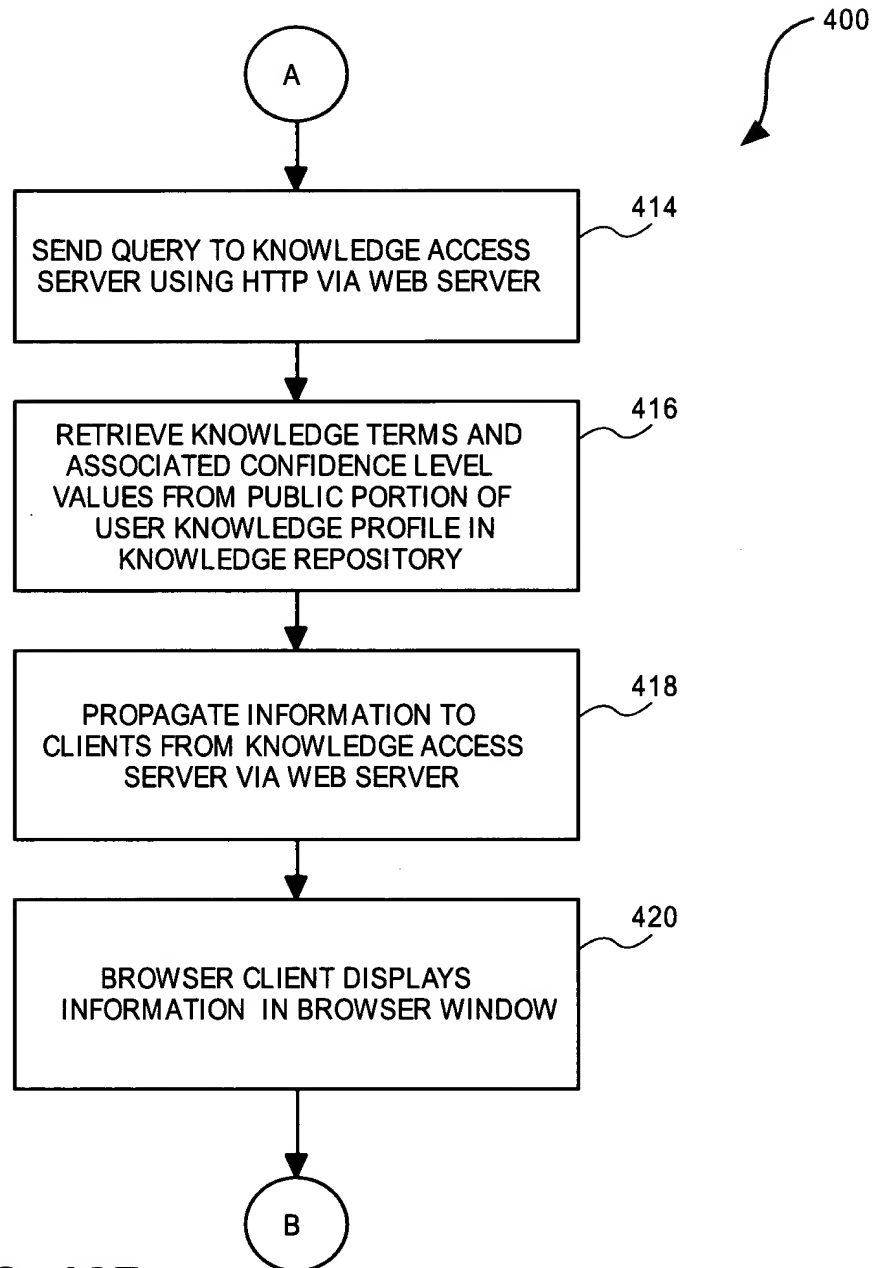 400
A
414
SEND QUERY TO KNOWLEDGE ACCESS
SERVER USING HTTP VIA WEB SERVER
416
RETRIEVE KNOWLEDGE TERMS AND
ASSOCIATED CONFIDENCE LEVEL
VALUES FROM PUBLIC PORTION OF
USER KNOWLEDGE PROFILE IN
KNOWLEDGE REPOSITORY
418
PROPAGATE INFORMATION TO
CLIENTS FROM KNOWLEDGE ACCESS
SERVER VIA WEB SERVER
420
BROWSER CLIENT DISPLAYS
INFORMATION IN BROWSER WINDOW
B